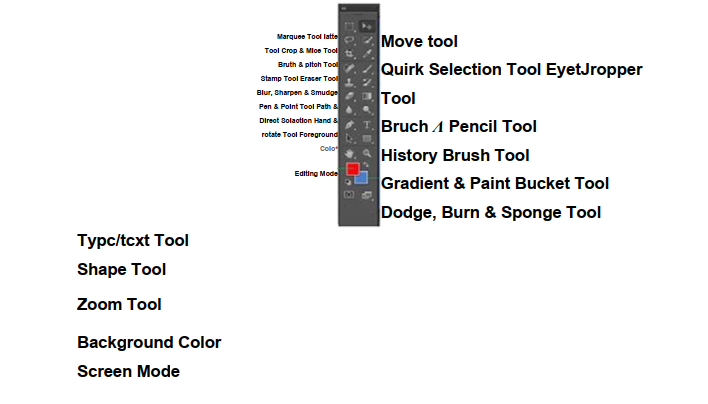 Marquee Tool latte
Tool Crop & Mice Tool
Bruth & pitch Tool
Stamp Tool Eraser Tool
Blur, Sharpen & Smudge
Pen & Point Tool Path &
Direct Solaction Hand &
rotate Tool Foreground
Colo*
Editing Mode
Move tool
Quirk Selection Tool EyetJropper
Tool
Bruch Λ Pencil Tool
History Brush Tool
Gradient & Paint Bucket Tool
Dodge, Burn & Sponge Tool
Typc/tcxt Tool
Shape Tool
Zoom Tool
Background Color
Screen Mode